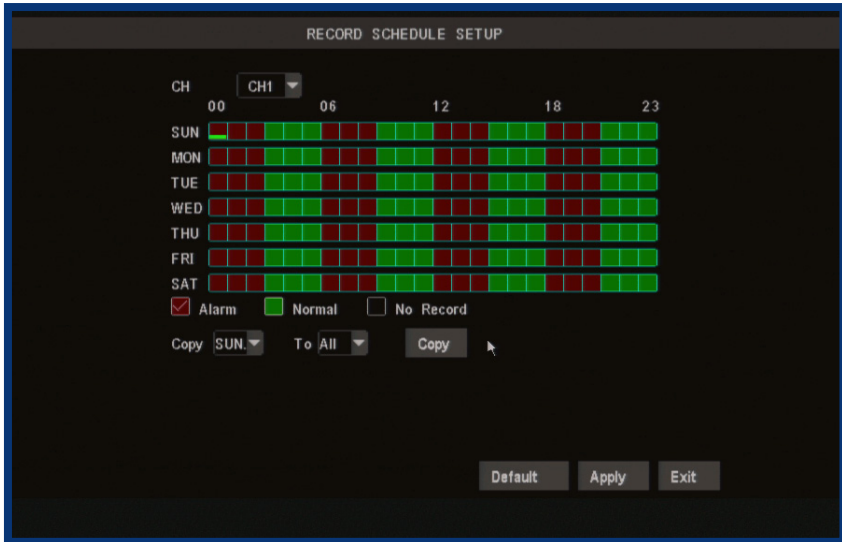 RECORD SCHEDULE SETUP
CH CH1
00 06 12 18 23
SUN
MON
TUE
WED
THU
FRI
SAT
Alarm Normal No Record
Copy SUN. To All Copy
Default Apply Exit